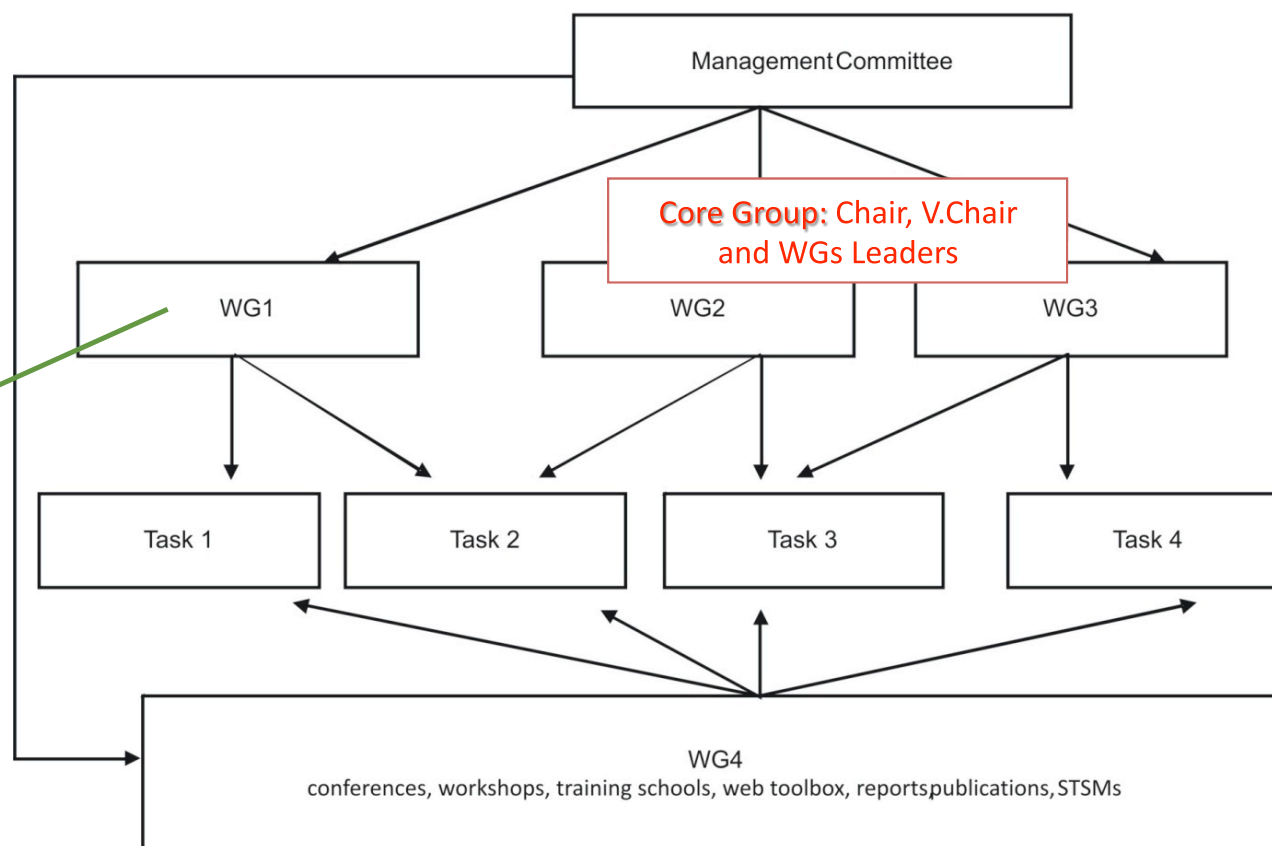 Management Committee
Core Group: Chair, V.Chair
and WGs Leaders
WG1
WG2
WG3
Task 1
Task 2
Task 3
Task 4
WG4
conferences, workshops, training schools, web toolbox, reports,publications, STSMs